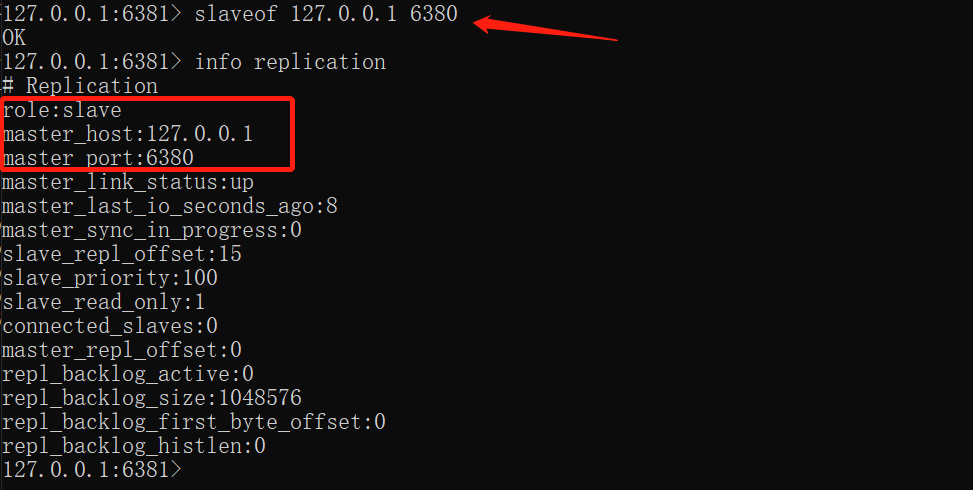 127.0.0.1:6381> slaveof 127.0.0.1 6380
OK
127.0.0.1:6381> info replication
# Replication
role:slave
master_host:127.0.0.1
master_port:6380
master_link_status:up
master_last_io_seconds_ago:8
master_sync_in_progress:0
slave_repl_offset:15
slave_priority:100
slave_read_only:1
connected_slaves:0
master_repl_offset:0
repl_backlog_active:0
repl_backlog_size:1048576
repl_backlog_first_byte_offset:0
repl_backlog_histlen:0
127.0.0.1:6381>